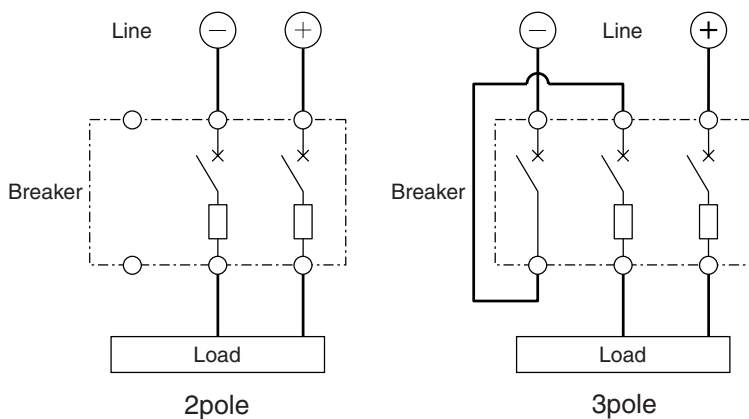 Line − +
Breaker
Load
2pole
− Line +
Breaker
Load
3pole